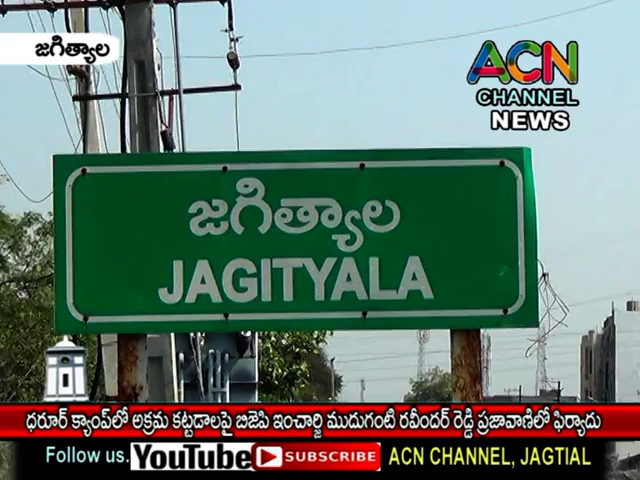 జగిత్యాల
ACN
CHANNEL
NEWS
జగిత్యాల
JAGITYALA
ధరూర్ క్యాంప్‌లో అక్రమ కట్టడాలపై బిజెపి ఇంచార్జి ముదుగంటి రవీందర్ రెడ్డి ప్రజావాణిలో ఫిర్యాదు
Follow us. YouTube SUBSCRIBE ACN CHANNEL, JAGTIAL